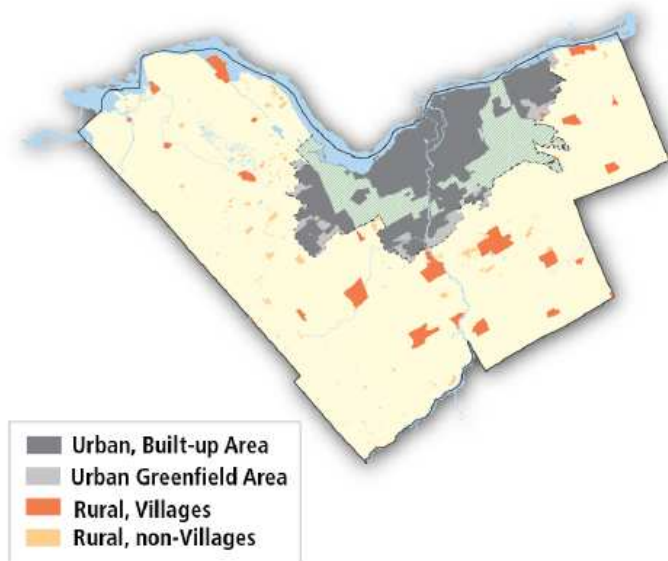 Urban, Built-up Area
Urban Greenfield Area
Rural, Villages
Rural, non-Villages